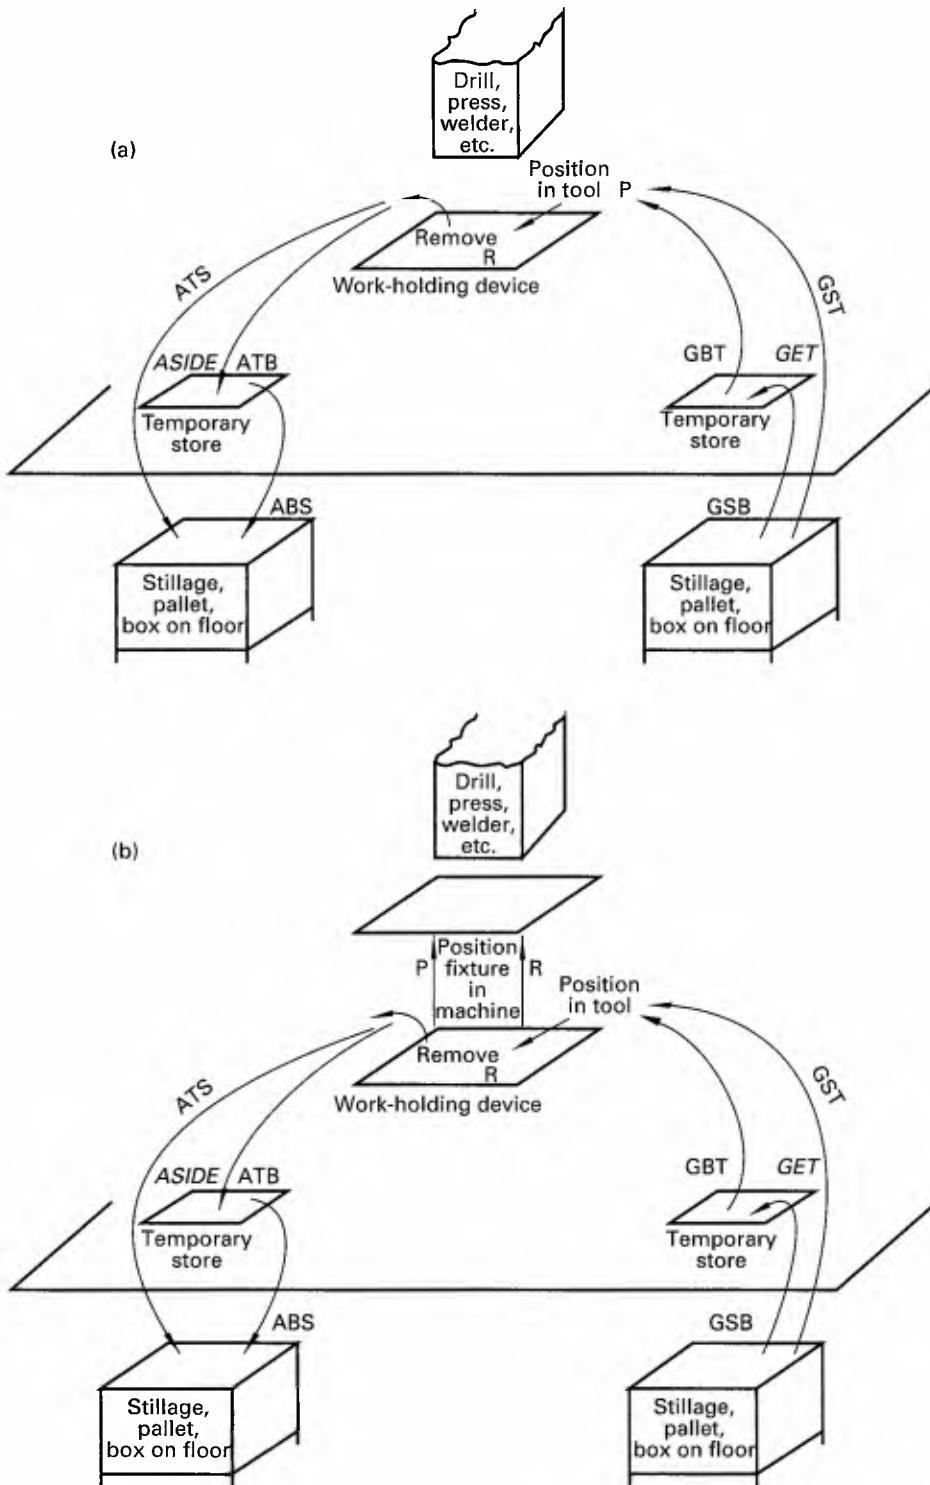 (a)
Drill,
press,
welder,
etc.
Position
in tool P
Remove
R
Work-holding device
ATS
GST
ASIDE ATB
GBT GET
Temporary
store
Temporary
store
ABS
GSB
Stillage,
pallet,
box on floor
Stillage,
pallet,
box on floor
(b)
Drill,
press,
welder,
etc.
P
Position
fixture
in
machine
R
Position
in tool
Remove
R
Work-holding device
ATS
GST
ASIDE ATB
GBT GET
Temporary
store
Temporary
store
ABS
GSB
Stillage,
pallet,
box on floor
Stillage,
pallet,
box on floor